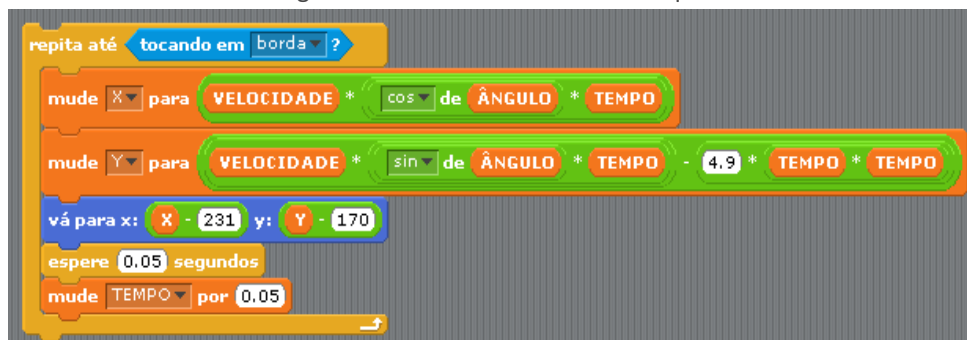 repita até tocando em borda ?
mude X para VELOCIDADE * cos de ÂNGULO * TEMPO
mude Y para VELOCIDADE * sin de ÂNGULO * TEMPO - 4.9 * TEMPO * TEMPO
vá para x: X - 231 y: Y - 170
espere 0.05 segundos
mude TEMPO por 0.05